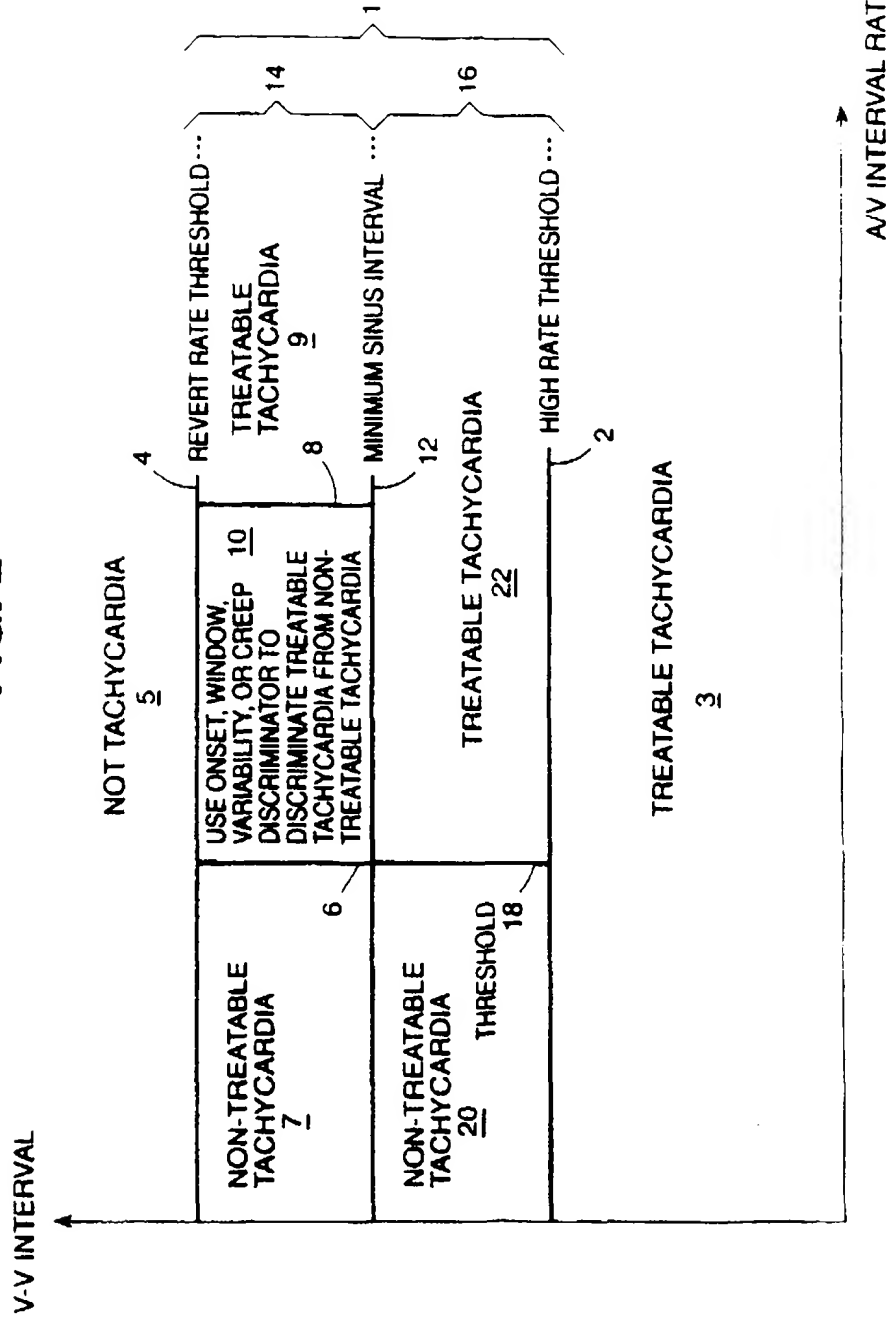 V-V INTERVAL
NOT TACHYCARDIA
5
4
REVERT RATE THRESHOLD...
NON-TREATABLE
TACHYCARDIA
7
USE ONSET, WINDOW,
VARIABILITY, OR CREEP
DISCRIMINATOR TO
DISCRIMINATE TREATABLE
TACHYCARDIA FROM NON-
TREATABLE TACHYCARDIA
10
TREATABLE
TACHYCARDIA
9
6
8
14
1
MINIMUM SINUS INTERVAL ...
12
NON-TREATABLE
TACHYCARDIA
20
THRESHOLD
18
TREATABLE TACHYCARDIA
22
16
HIGH RATE THRESHOLD...
2
TREATABLE TACHYCARDIA
3
A/V INTERVAL RAT